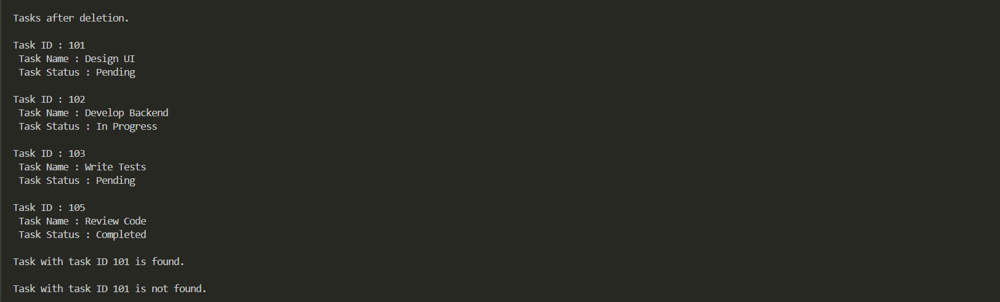 Tasks after deletion.
Task ID : 101
Task Name : Design UI
Task Status : Pending
Task ID : 102
Task Name : Develop Backend
Task Status : In Progress
Task ID : 103
Task Name : Write Tests
Task Status : Pending
Task ID : 105
Task Name : Review Code
Task Status : Completed
Task with task ID 101 is found.
Task with task ID 101 is not found.